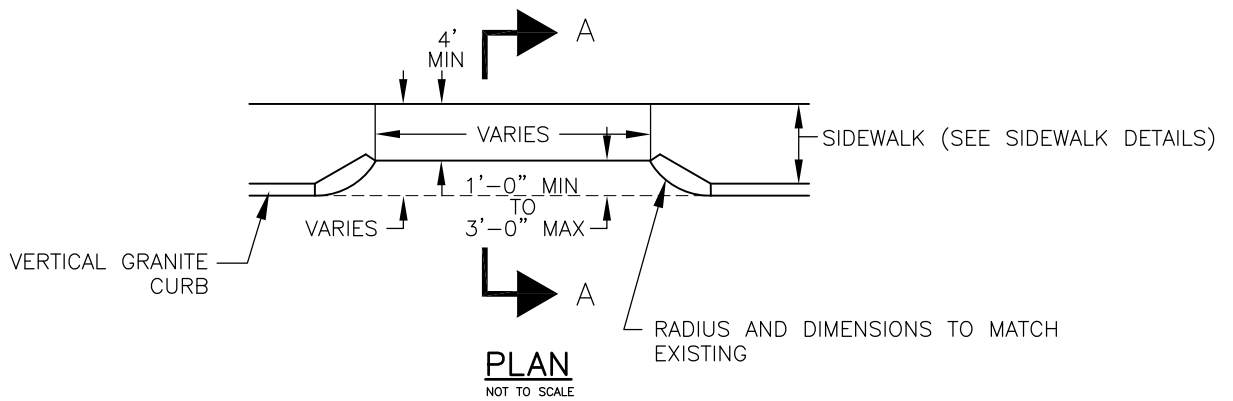 A
4'
MIN
VARIES
SIDEWALK (SEE SIDEWALK DETAILS)
1'-0" MIN
TO
VARIES
3'-0" MAX
VERTICAL GRANITE
CURB
A
RADIUS AND DIMENSIONS TO MATCH
EXISTING
PLAN
NOT TO SCALE